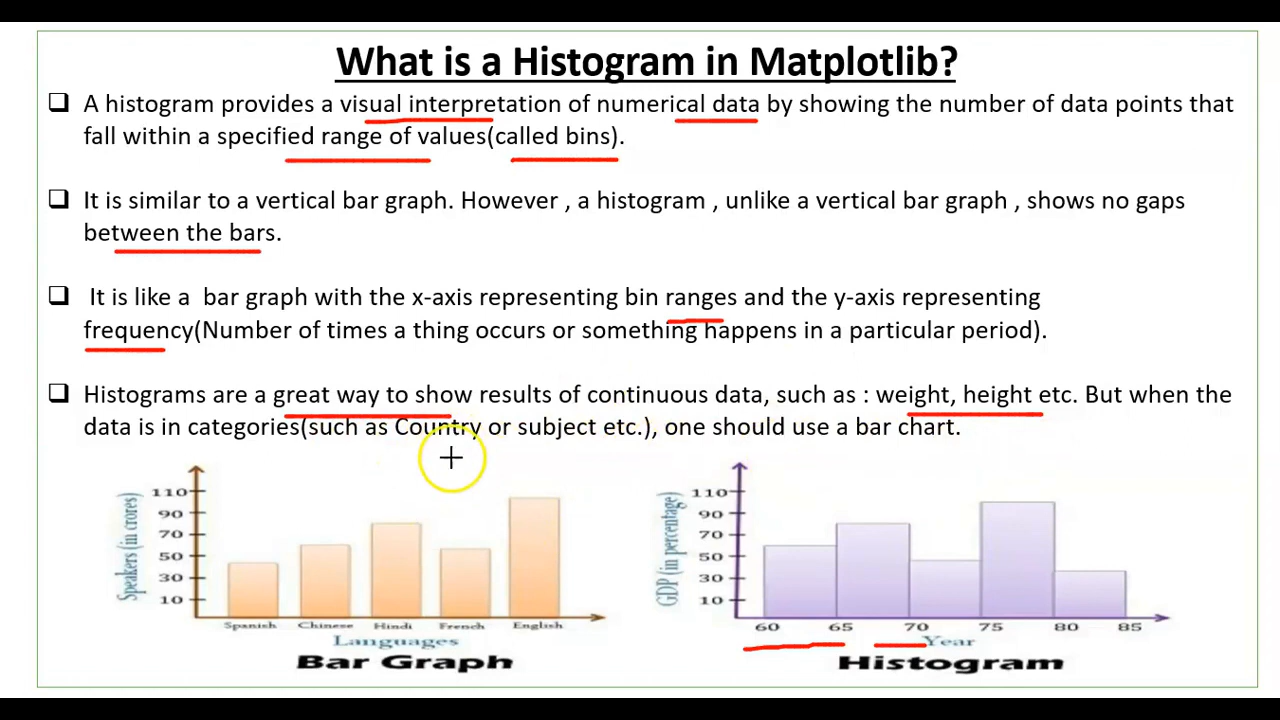 What is a Histogram in Matplotlib?
A histogram provides a visual interpretation of numerical data by showing the number of data points that
fall within a specified range of values(called bins).
It is similar to a vertical bar graph. However , a histogram , unlike a vertical bar graph , shows no gaps
between the bars.
It is like a bar graph with the x-axis representing bin ranges and the y-axis representing
frequency(Number of times a thing occurs or something happens in a particular period).
Histograms are a great way to show results of continuous data, such as : weight, height etc. But when the
data is in categories(such as Country or subject etc.), one should use a bar chart.
Speakers (in crores)
110
90
70
50
30
10
Spanish Chinese Hindi French English
Languages
Bar Graph
GDP (in percentage)
110
90
70
50
30
10
60 65 70 75 80 85
Year
Histogram